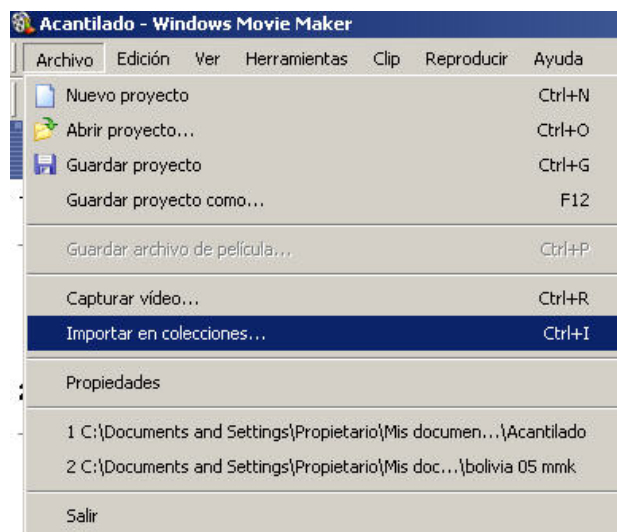 Acantilado - Windows Movie Maker
Archivo Edición Ver Herramientas Clip Reproducir Ayuda
Nuevo proyecto Ctrl+N
Abrir proyecto... Ctrl+O
Guardar proyecto Ctrl+G
Guardar proyecto como... F12
Guardar archivo de película... Ctrl+P
Capturar vídeo... Ctrl+R
Importar en colecciones... Ctrl+I
Propiedades
1 C:\Documents and Settings\Propietario\Mis documen...\Acantilado
2 C:\Documents and Settings\Propietario\Mis doc...\bolivia 05 mmk
Salir